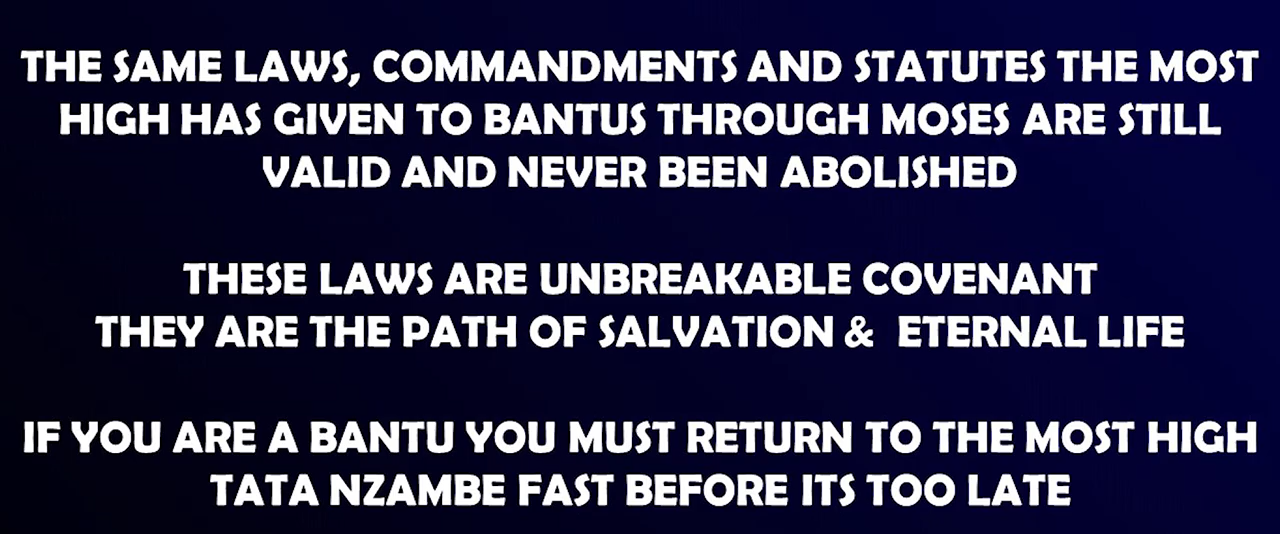 THE SAME LAWS, COMMANDMENTS AND STATUTES THE MOST
HIGH HAS GIVEN TO BANTUS THROUGH MOSES ARE STILL
VALID AND NEVER BEEN ABOLISHED
THESE LAWS ARE UNBREAKABLE COVENANT
THEY ARE THE PATH OF SALVATION & ETERNAL LIFE
IF YOU ARE A BANTU YOU MUST RETURN TO THE MOST HIGH
TATA NZAMBE FAST BEFORE ITS TOO LATE